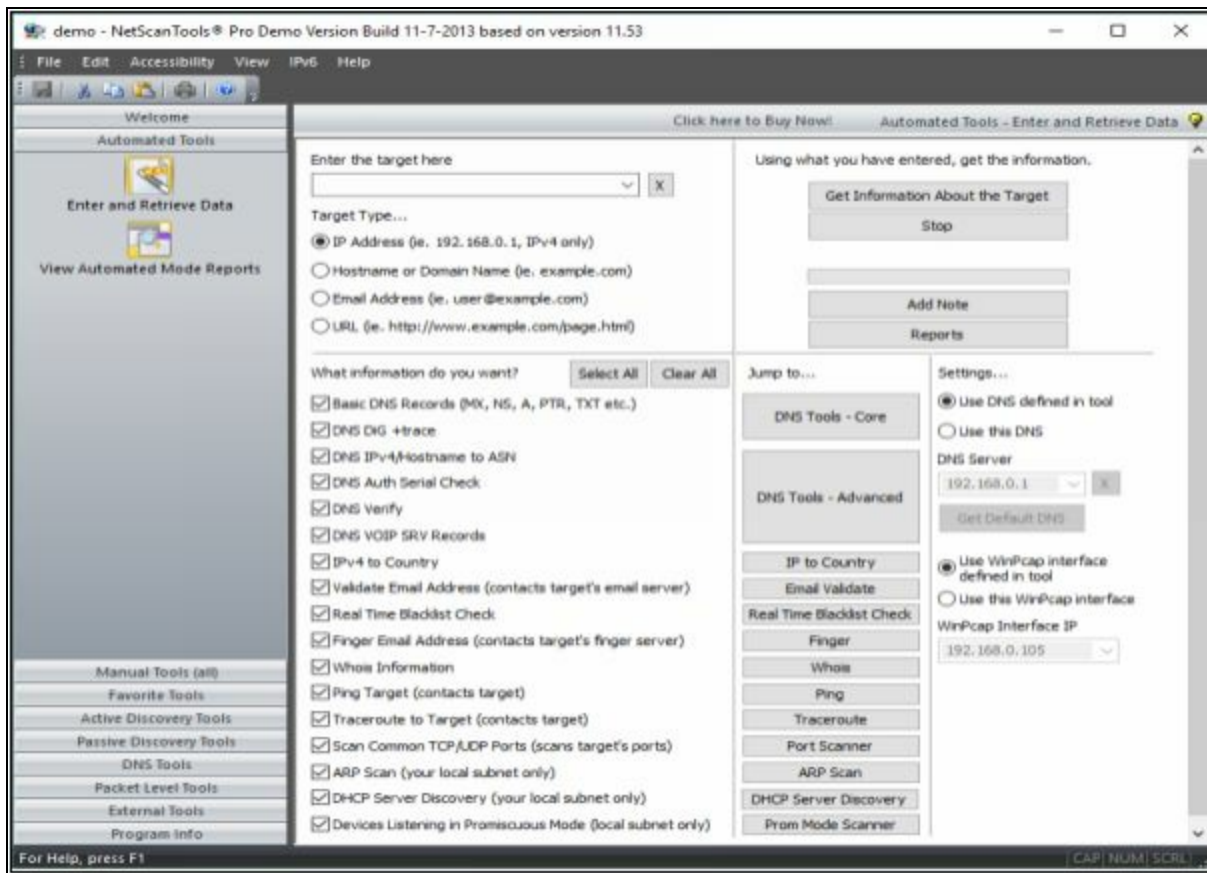 demo - NetScanTools® Pro Demo Version Build 11-7-2013 based on version 11.53
File Edit Accessibility View IPv6 Help
Welcome
Automated Tools
Enter and Retrieve Data
View Automated Mode Reports
Manual Tools (all)
Favorite Tools
Active Discovery Tools
Passive Discovery Tools
DNS Tools
Packet Level Tools
External Tools
Program Info
Click here to Buy Now! Automated Tools - Enter and Retrieve Data
Enter the target here
X
Target Type...
IP Address (ie. 192.168.0.1, IPv4 only)
Hostname or Domain Name (ie. example.com)
Email Address (ie. user@example.com)
URL (ie. http://www.example.com/page.html)
Using what you have entered, get the information.
Get Information About the Target
Stop
Add Note
Reports
What information do you want? Select All Clear All
Basic DNS Records (MX, NS, A, PTR, TXT etc.)
DNS DIG +trace
DNS IPv4/Hostname to ASN
DNS Auth Serial Check
DNS Verify
DNS VOIP SRV Records
IPv4 to Country
Validate Email Address (contacts target's email server)
Real Time Blacklist Check
Finger Email Address (contacts target's finger server)
Whois Information
Ping Target (contacts target)
Traceroute to Target (contacts target)
Scan Common TCP/UDP Ports (scans target's ports)
ARP Scan (your local subnet only)
DHCP Server Discovery (your local subnet only)
Devices Listening in Promiscuous Mode (local subnet only)
Jump to...
DNS Tools - Core
DNS Tools - Advanced
IP to Country
Email Validate
Real Time Blacklist Check
Finger
Whois
Ping
Traceroute
Port Scanner
ARP Scan
DHCP Server Discovery
Prom Mode Scanner
Settings...
Use DNS defined in tool
Use this DNS
DNS Server
192.168.0.1 X
Get Default DNS
Use WinPcap interface
defined in tool
Use this WinPcap interface
WinPcap Interface IP
192.168.0.105
For Help, press F1
CAP NUM SCRL